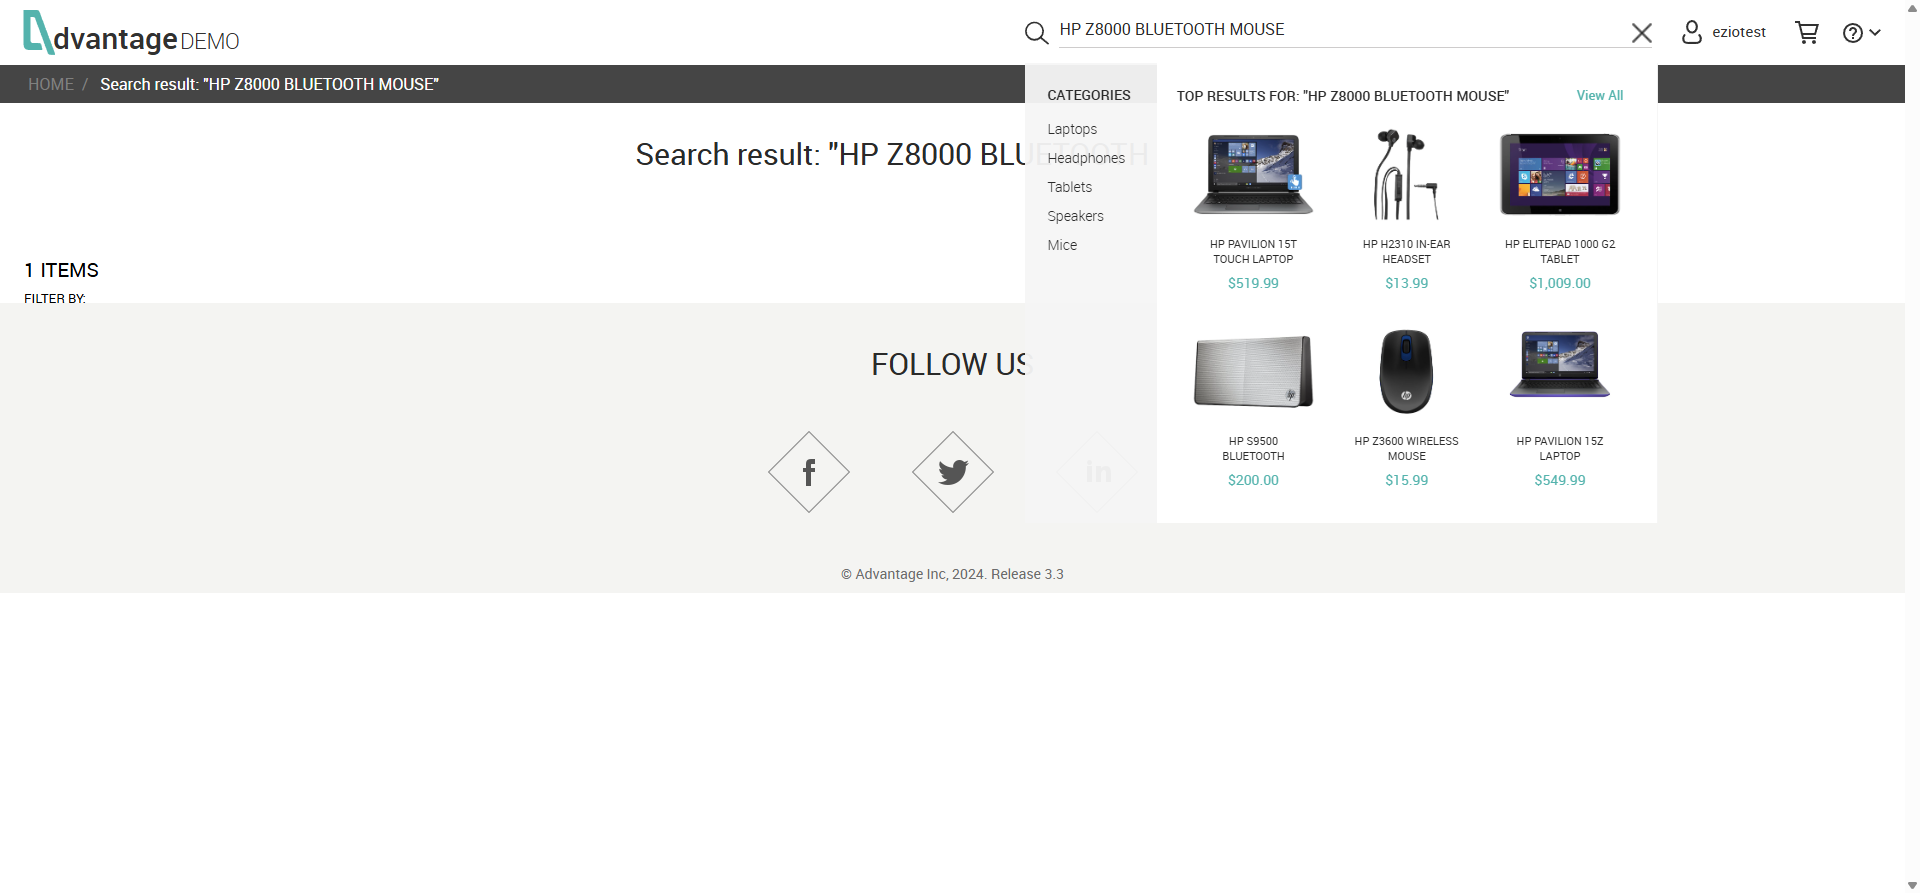 dvantage DEMO
HP Z8000 BLUETOOTH MOUSE
eziotest
HOME / Search result: "HP Z8000 BLUETOOTH MOUSE"
Search result: "HP Z8000 BLUETOOTH
1 ITEMS
FILTER BY:
CATEGORIES
Laptops
Headphones
Tablets
Speakers
Mice
TOP RESULTS FOR: "HP Z8000 BLUETOOTH MOUSE"
View All
HP PAVILION 15T
TOUCH LAPTOP
$519.99
HP H2310 IN-EAR
HEADSET
$13.99
HP ELITEPAD 1000 G2
TABLET
$1,009.00
HP S9500
BLUETOOTH
$200.00
HP Z3600 WIRELESS
MOUSE
$15.99
HP PAVILION 15Z
LAPTOP
$549.99
FOLLOW US
f
in
© Advantage Inc, 2024. Release 3.3